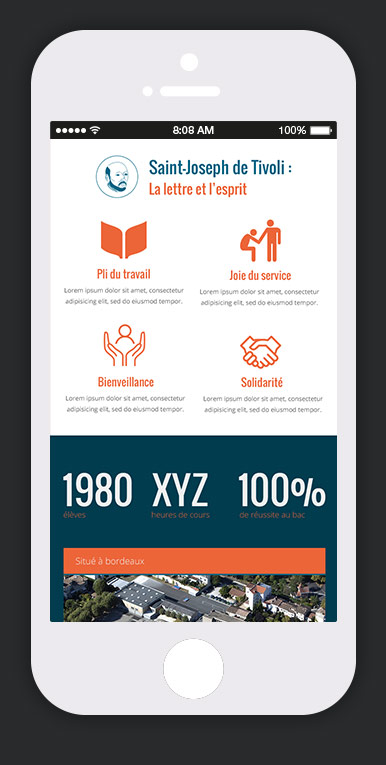 8:08 AM 100%
Saint-Joseph de Tivoli :
La lettre et l'esprit
Pli du travail
Lorem ipsum dolor sit amet, consectetur
adipisicing elit, sed do eiusmod tempor.
Joie du service
Lorem ipsum dolor sit amet, consectetur
adipisicing elit, sed do eiusmod tempor.
Bienveillance
Lorem ipsum dolor sit amet, consectetur
adipisicing elit, sed do eiusmod tempor.
Solidarité
Lorem ipsum dolor sit amet, consectetur
adipisicing elit, sed do eiusmod tempor.
1980 XYZ 100%
élèves heures de cours de réussite au bac
Situé à bordeaux